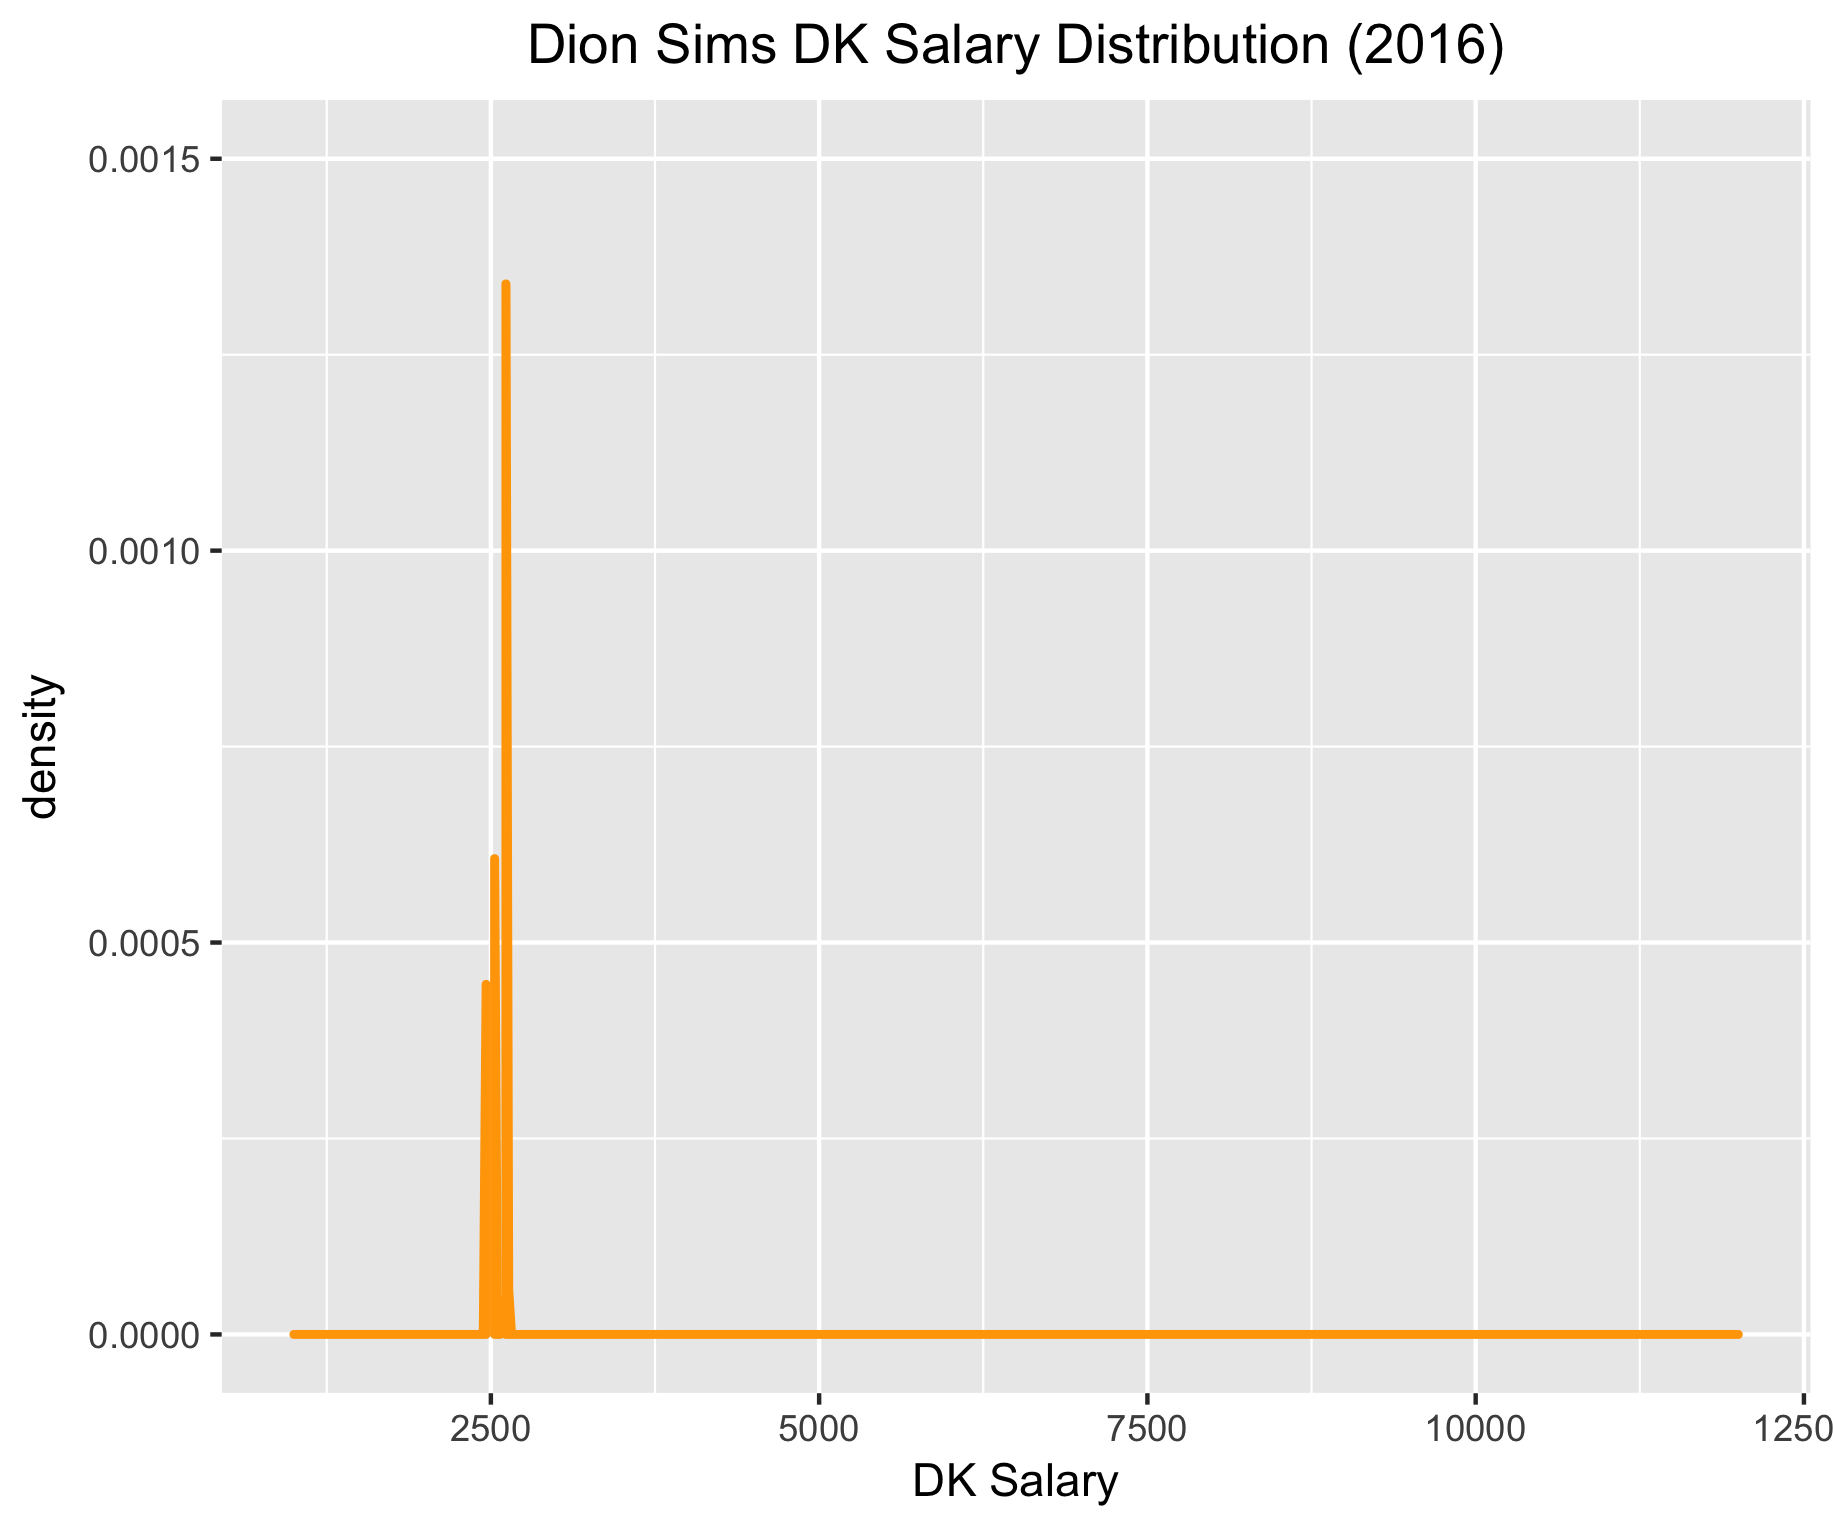 Dion Sims DK Salary Distribution (2016)
0.0015
0.0010
density
0.0005
0.0000
2500 5000 7500 10000 1250
DK Salary